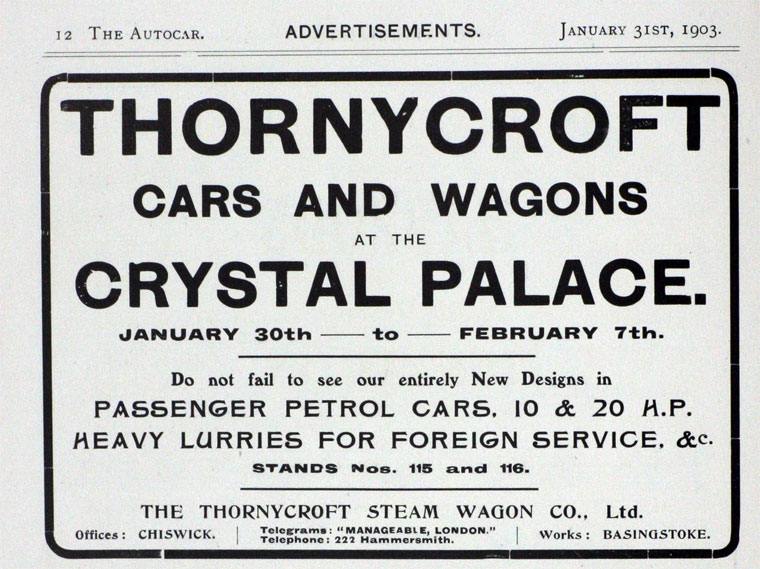 12 THE AUTOCAR. ADVERTISEMENTS. JANUARY 31ST, 1903.
THORNYCROFT
CARS AND WAGONS
AT THE
CRYSTAL PALACE.
JANUARY 30th — to — FEBRUARY 7th.
Do not fail to see our entirely New Designs in
PASSENGER PETROL CARS, 10 & 20 H.P.
HEAVY LURRIES FOR FOREIGN SERVICE, &c.
STANDS Nos. 115 and 116.
THE THORNYCROFT STEAM WAGON CO., Ltd.
Offices: CHISWICK.
Telegrams: "MANAGEABLE, LONDON."
Telephone: 222 Hammersmith.
Works: BASINGSTOKE.